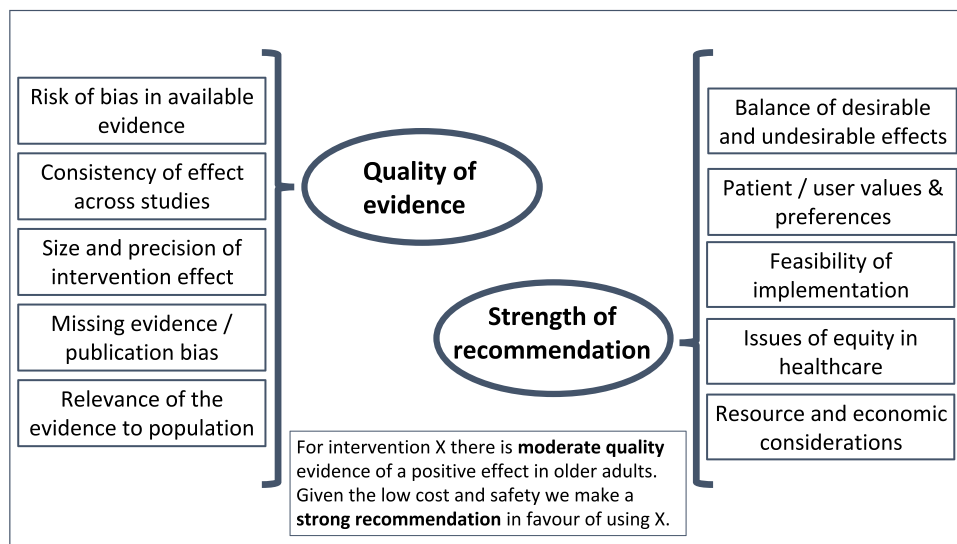 Risk of bias in available
evidence
Consistency of effect
across studies
Size and precision of
intervention effect
Missing evidence /
publication bias
Relevance of the
evidence to population
Quality of
evidence
Strength of
recommendation
Balance of desirable
and undesirable effects
Patient / user values &
preferences
Feasibility of
implementation
Issues of equity in
healthcare
Resource and economic
considerations
For intervention X there is moderate quality
evidence of a positive effect in older adults.
Given the low cost and safety we make a
strong recommendation in favour of using X.